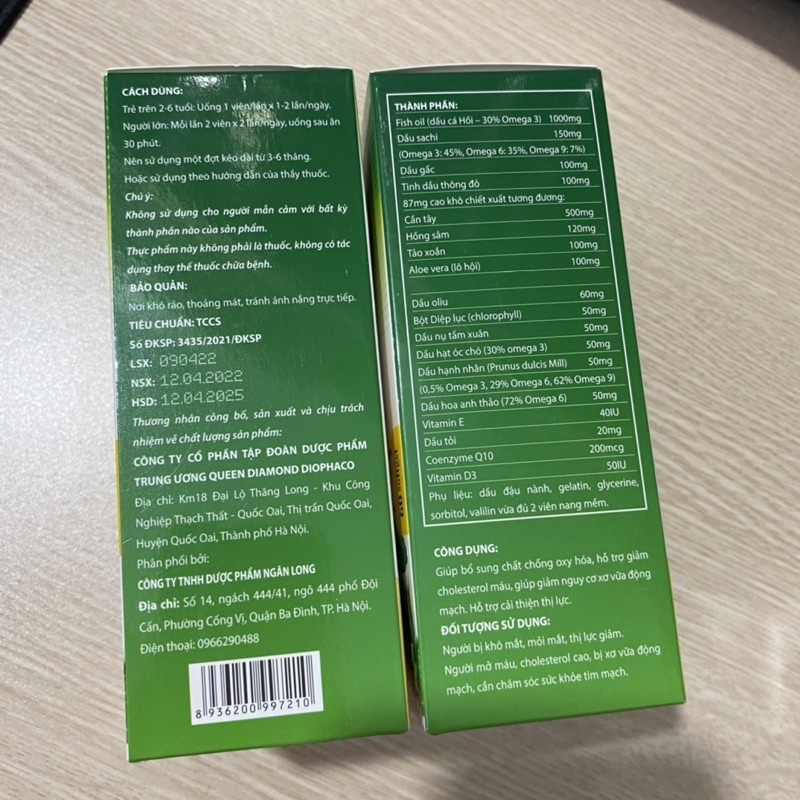 CÁCH DÙNG:
Trẻ trên 2-6 tuổi: Uống 1 viên/lần x 1-2 lần/ngày.
Người lớn: Mỗi lần 2 viên x 2 lần/ngày, uống sau ăn
30 phút.
Nên sử dụng một đợt kéo dài từ 3-6 tháng.
Hoặc sử dụng theo hướng dẫn của thầy thuốc.
Chú ý:
Không sử dụng cho người mẫn cảm với bất kỳ
thành phần nào của sản phẩm.
Thực phẩm này không phải là thuốc, không có tác
dụng thay thế thuốc chữa bệnh.
BẢO QUẢN:
Nơi khô ráo, thoáng mát, tránh ánh nắng trực tiếp.
TIÊU CHUẨN: TCCS
Số ĐKSP: 3435/2021/ĐKSP
LSX: 090422
NSX: 12.04.2022
HSD: 12.04.2025
Thương nhân công bố, sản xuất và chịu trách
nhiệm về chất lượng sản phẩm:
CÔNG TY CỔ PHẦN TẬP ĐOÀN DƯỢC PHẨM
TRUNG ƯƠNG QUEEN DIAMOND DIOPHACO
Địa chỉ: Km18 Đại Lộ Thăng Long - Khu Công
Nghiệp Thạch Thất - Quốc Oai, Thị trấn Quốc Oai,
Huyện Quốc Oai, Thành phố Hà Nội.
Phân phối bởi:
CÔNG TY TNHH DƯỢC PHẨM NGÂN LONG
Địa chỉ: Số 14, ngách 444/41, ngõ 444 phố Đội
Cấn, Phường Cống Vị, Quận Ba Đình, TP. Hà Nội.
Điện thoại: 0966290488
8 936200 997210
THÀNH PHẦN:
Fish oil (dầu cá Hồi – 30% Omega 3) 1000mg
Dầu sachi 150mg
(Omega 3: 45%, Omega 6: 35%, Omega 9: 7%)
Dầu gấc 100mg
Tinh dầu thông đỏ 100mg
87mg cao khô chiết xuất tương đương:
Cần tây 500mg
Hồng sâm 120mg
Tảo xoắn 100mg
Aloe vera (lô hội) 100mg
Dầu oliu 60mg
Bột Diệp lục (chlorophyll) 50mg
Dầu nụ tầm xuân 50mg
Dầu hạt óc chó (30% omega 3) 50mg
Dầu hạnh nhân (Prunus dulcis Mill) 50mg
(0,5% Omega 3, 29% Omega 6, 62% Omega 9)
Dầu hoa anh thảo (72% Omega 6) 50mg
Vitamin E 40IU
Dầu tỏi 20mg
Coenzyme Q10 200mcg
Vitamin D3 50IU
Phụ liệu: dầu đậu nành, gelatin, glycerine,
sorbitol, valilin vừa đủ 2 viên nang mềm.
CÔNG DỤNG:
Giúp bổ sung chất chống oxy hóa, hỗ trợ giảm
cholesterol máu, giúp giảm nguy cơ xơ vữa động
mạch. Hỗ trợ cải thiện thị lực.
ĐỐI TƯỢNG SỬ DỤNG:
Người bị khô mắt, mỏi mắt, thị lực giảm.
Người mỡ máu, cholesterol cao, bị xơ vữa động
mạch, cần chăm sóc sức khỏe tim mạch.